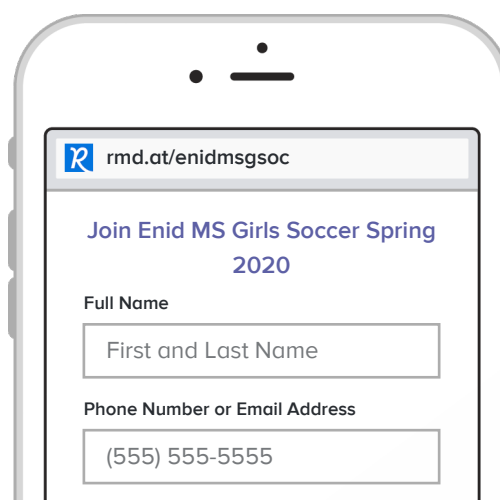 rmd.at/enidmsgsoc
Join Enid MS Girls Soccer Spring
2020
Full Name
First and Last Name
Phone Number or Email Address
(555) 555-5555